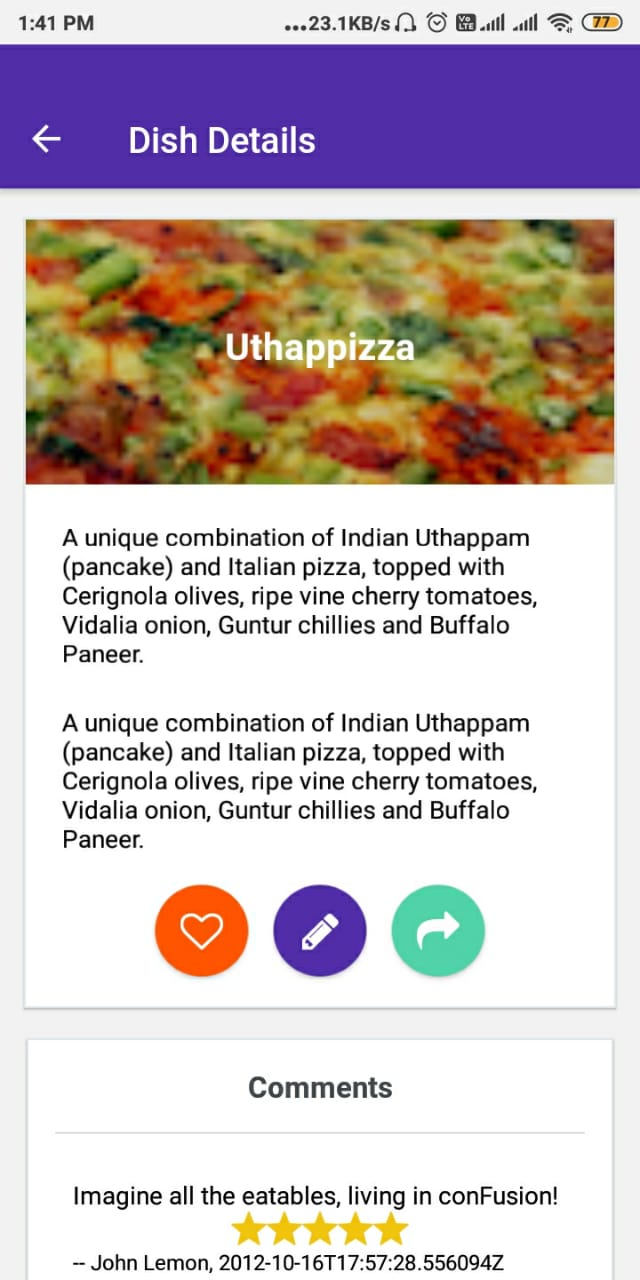 1:41 PM ...23.1KB/s Vo LTE 77
Dish Details
Uthappizza
A unique combination of Indian Uthappam
(pancake) and Italian pizza, topped with
Cerignola olives, ripe vine cherry tomatoes,
Vidalia onion, Guntur chillies and Buffalo
Paneer.
A unique combination of Indian Uthappam
(pancake) and Italian pizza, topped with
Cerignola olives, ripe vine cherry tomatoes,
Vidalia onion, Guntur chillies and Buffalo
Paneer.
Comments
Imagine all the eatables, living in conFusion!
-- John Lemon, 2012-10-16T17:57:28.556094Z